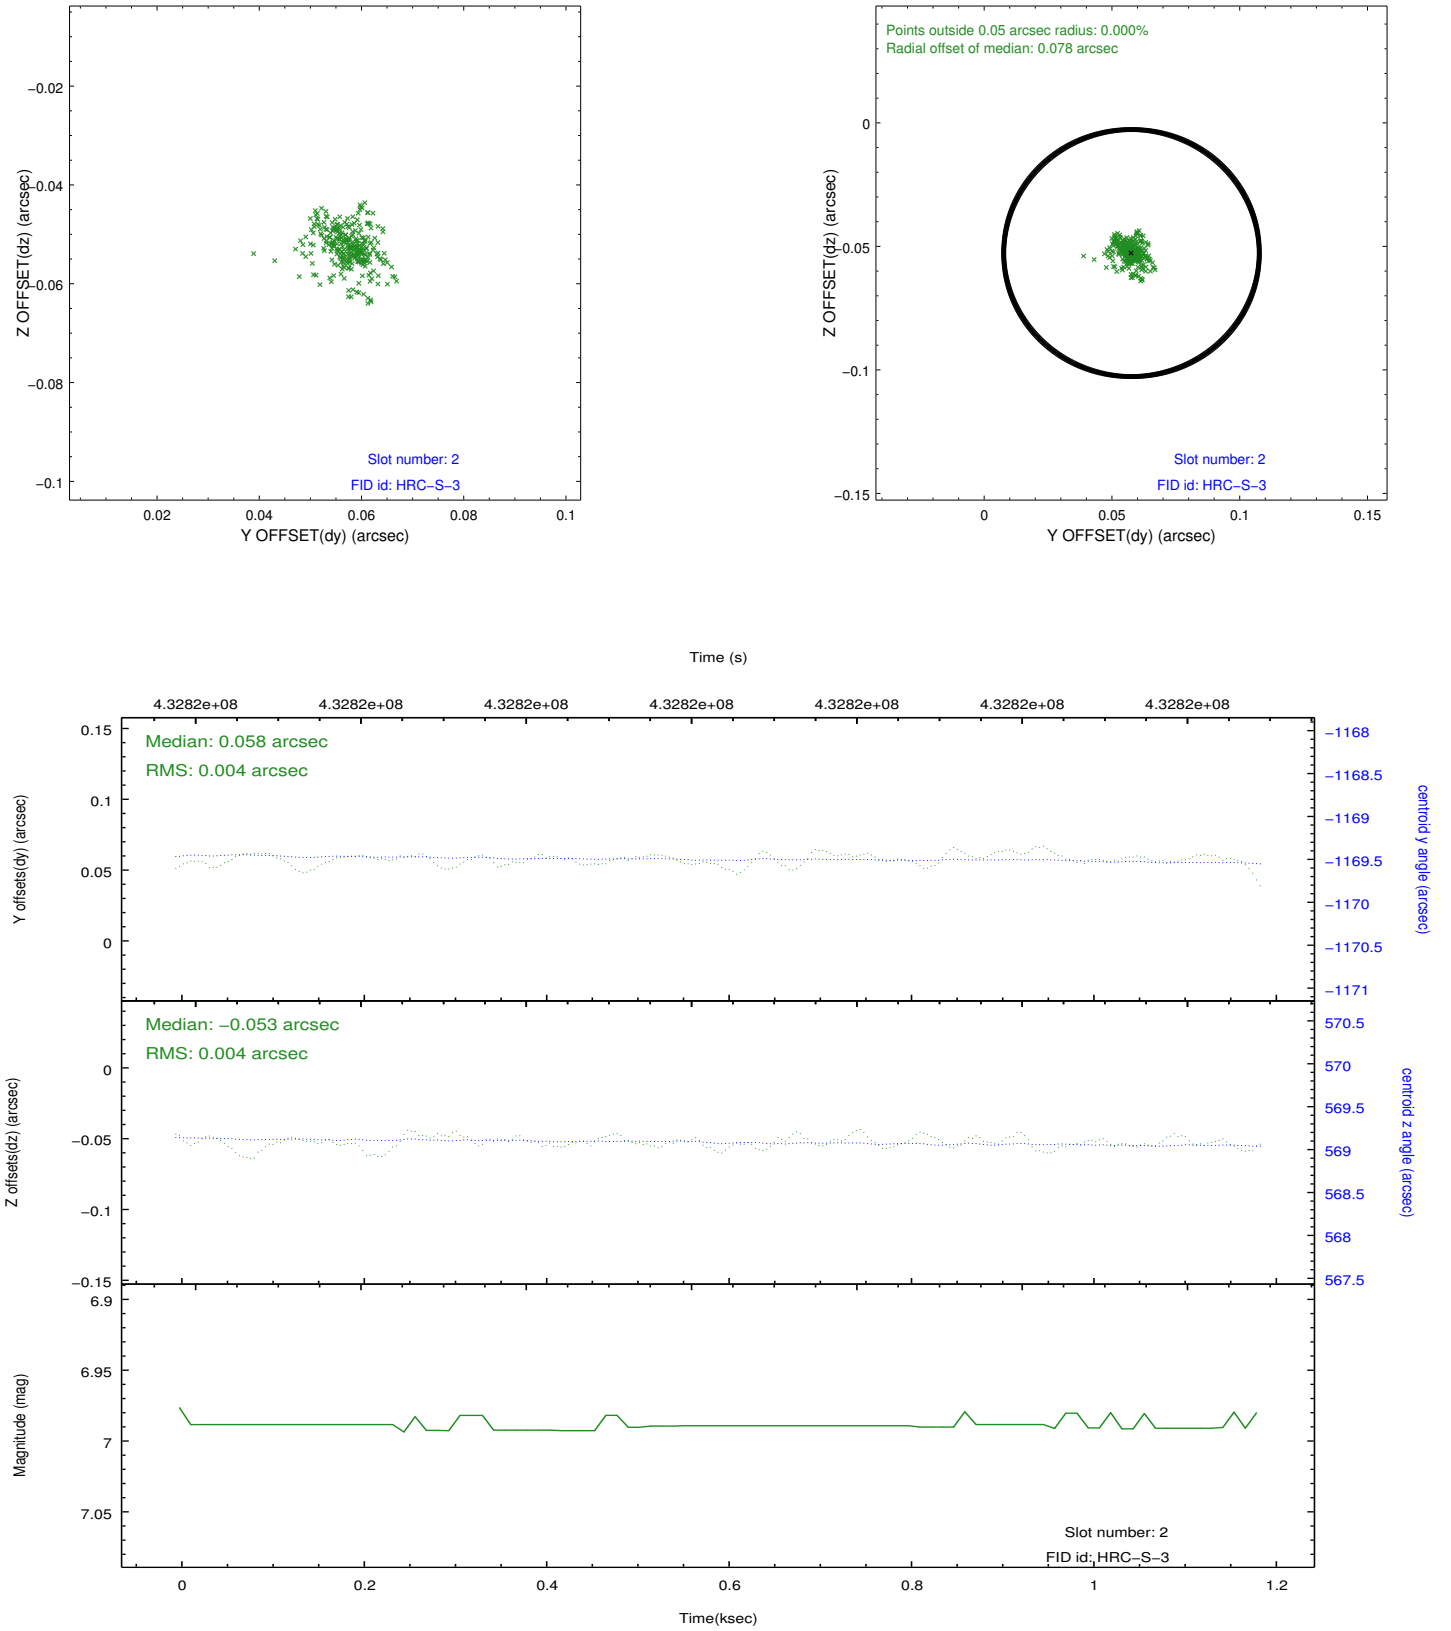 −0.02
−0.04
−0.06
−0.08
−0.1
Z OFFSET(dz) (arcsec)
Slot number: 2
FID id: HRC−S−3
0.02 0.04 0.06 0.08 0.1
Y OFFSET(dy) (arcsec)
Points outside 0.05 arcsec radius: 0.000%
Radial offset of median: 0.078 arcsec
0
−0.05
−0.1
−0.15
Z OFFSET(dz) (arcsec)
Slot number: 2
FID id: HRC−S−3
0 0.05 0.1 0.15
Y OFFSET(dy) (arcsec)
Time (s)
4.3282e+08 4.3282e+08 4.3282e+08 4.3282e+08 4.3282e+08 4.3282e+08 4.3282e+08
Median: 0.058 arcsec
RMS: 0.004 arcsec
0.15
0.1
0.05
0
Y offsets(dy) (arcsec)
−1168
−1168.5
−1169
−1169.5
−1170
−1170.5
−1171
centroid y angle (arcsec)
Median: −0.053 arcsec
RMS: 0.004 arcsec
0
−0.05
−0.1
−0.15
Z offsets(dz) (arcsec)
570.5
570
569.5
569
568.5
568
567.5
centroid z angle (arcsec)
6.9
6.95
7
7.05
Magnitude (mag)
Slot number: 2
FID id: HRC−S−3
0 0.2 0.4 0.6 0.8 1 1.2
Time(ksec)